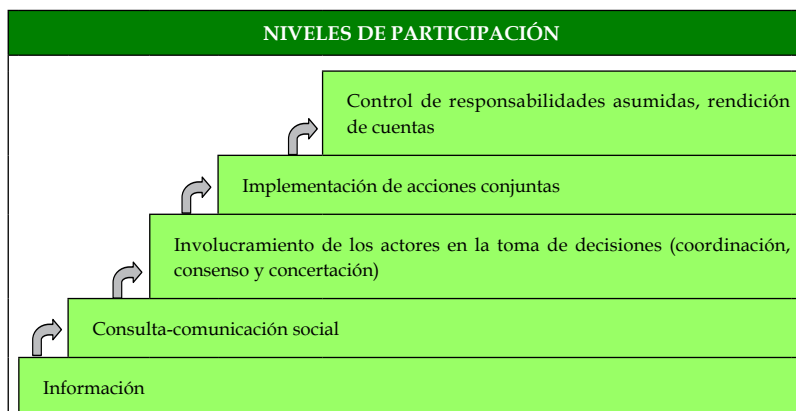 NIVELES DE PARTICIPACIÓN
Control de responsabilidades asumidas, rendición
de cuentas
Implementación de acciones conjuntas
Involucramiento de los actores en la toma de decisiones (coordinación,
consenso y concertación)
Consulta-comunicación social
Información